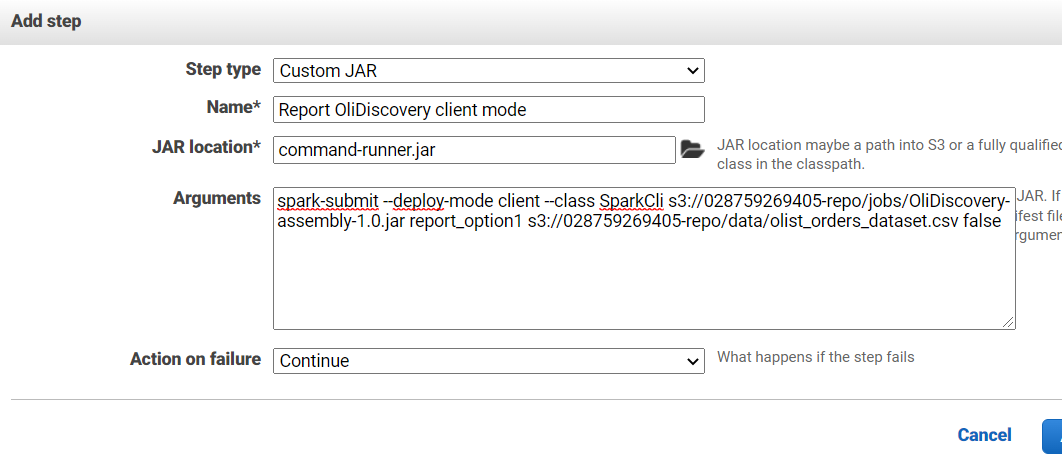 Add step
Step type Custom JAR
Name* Report OliDiscovery client mode
JAR location* command-runner.jar JAR location maybe a path into S3 or a fully qualified
class in the classpath.
Arguments spark-submit --deploy-mode client --class SparkCli s3://028759269405-repo/jobs/OliDiscovery- JAR. If
assembly-1.0.jar report_option1 s3://028759269405-repo/data/olist_orders_dataset.csv false ifest file
rgumen
Action on failure Continue What happens if the step fails
Cancel